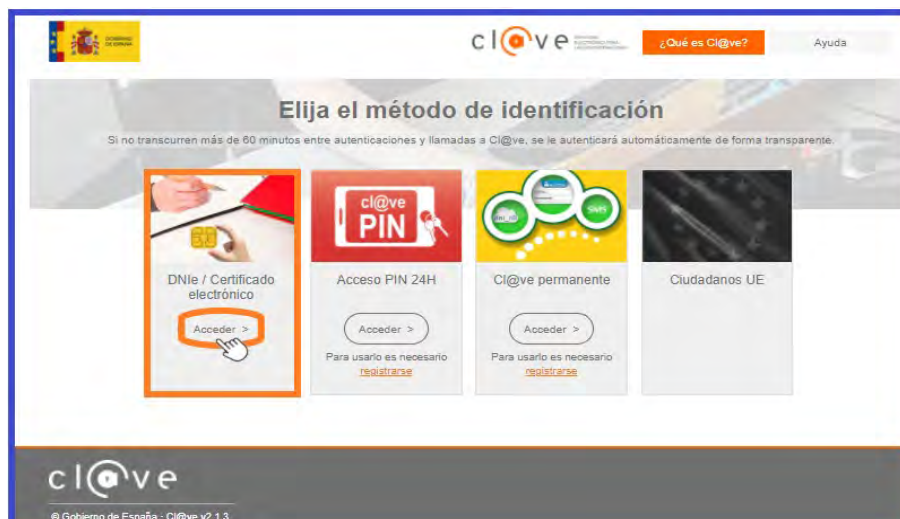 GOBIERNO
DE ESPAÑA
cl@ve
¿Qué es Cl@ve?
Ayuda
Elija el método de identificación
Si no transcurren más de 60 minutos entre autenticaciones y llamadas a Cl@ve, se le autenticará automáticamente de forma transparente.
cl@ve
PIN
SMS
DNIe / Certificado
electrónico
Acceder >
Acceso PIN 24H
Acceder >
Para usarlo es necesario
registrarse
Cl@ve permanente
Acceder >
Para usarlo es necesario
registrarse
Ciudadanos UE
cl@ve
© Gobierno de España - Cl@ve v2.1.3